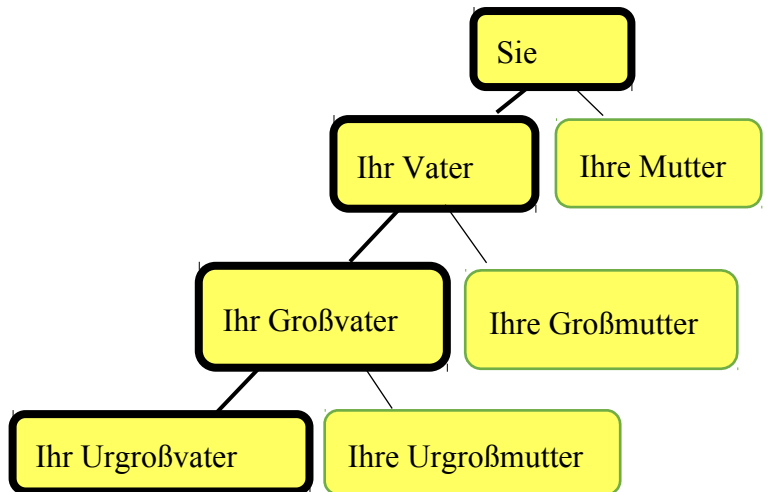 Sie
Ihr Vater
Ihre Mutter
Ihr Großvater
Ihre Großmutter
Ihr Urgroßvater
Ihre Urgroßmutter